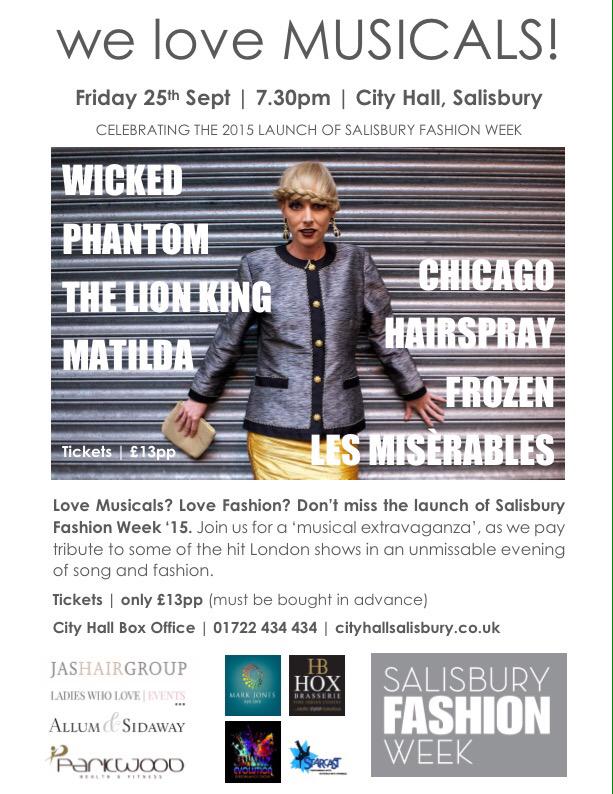 we love MUSICALS!
Friday 25th Sept | 7.30pm | City Hall, Salisbury
CELEBRATING THE 2015 LAUNCH OF SALISBURY FASHION WEEK
WICKED
PHANTOM
THE LION KING
MATILDA
CHICAGO
HAIRSPRAY
FROZEN
LES MISÈRABLES
Tickets | £13pp
Love Musicals? Love Fashion? Don't miss the launch of Salisbury
Fashion Week '15. Join us for a 'musical extravaganza', as we pay
tribute to some of the hit London shows in an unmissable evening
of song and fashion.
Tickets | only £13pp (must be bought in advance)
City Hall Box Office | 01722 434 434 | cityhallsalisbury.co.uk
JASHAIRGROUP
LADIES WHO LOVE | EVENTS
ALLUM & SIDAWAY
PARKWOOD
HEALTH & FITNESS
MARK JONES
HB
HOX
BRASSERIE
EVOLUTION
STARCAST
SALISBURY
FASHION
WEEK